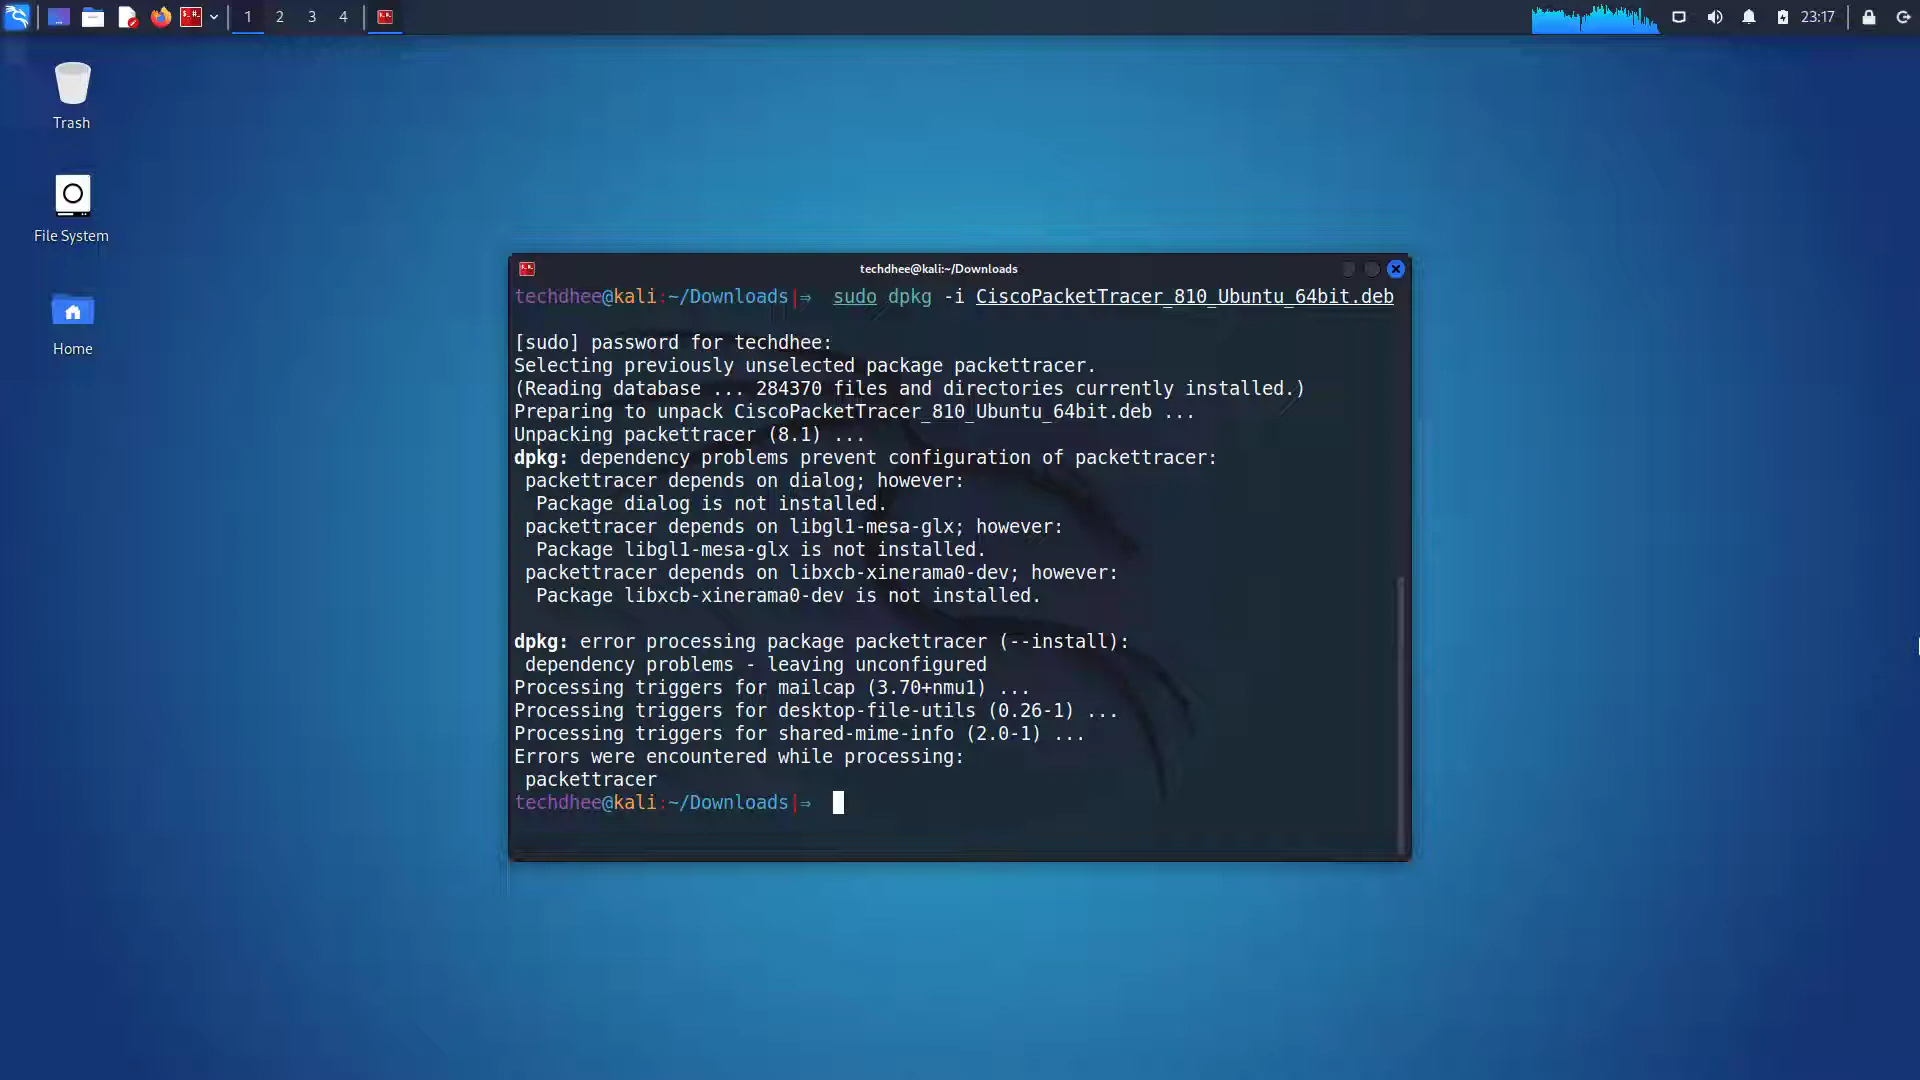 1 2 3 4 23:17
Trash
File System
Home
techdhee@kali:~/Downloads
techdhee@kali:~/Downloads|⇒ sudo dpkg -i CiscoPacketTracer_810_Ubuntu_64bit.deb
[sudo] password for techdhee:
Selecting previously unselected package packettracer.
(Reading database ... 284370 files and directories currently installed.)
Preparing to unpack CiscoPacketTracer_810_Ubuntu_64bit.deb ...
Unpacking packettracer (8.1) ...
dpkg: dependency problems prevent configuration of packettracer:
packettracer depends on dialog; however:
Package dialog is not installed.
packettracer depends on libgl1-mesa-glx; however:
Package libgl1-mesa-glx is not installed.
packettracer depends on libxcb-xinerama0-dev; however:
Package libxcb-xinerama0-dev is not installed.
dpkg: error processing package packettracer (--install):
dependency problems - leaving unconfigured
Processing triggers for mailcap (3.70+nmu1) ...
Processing triggers for desktop-file-utils (0.26-1) ...
Processing triggers for shared-mime-info (2.0-1) ...
Errors were encountered while processing:
packettracer
techdhee@kali:~/Downloads|⇒